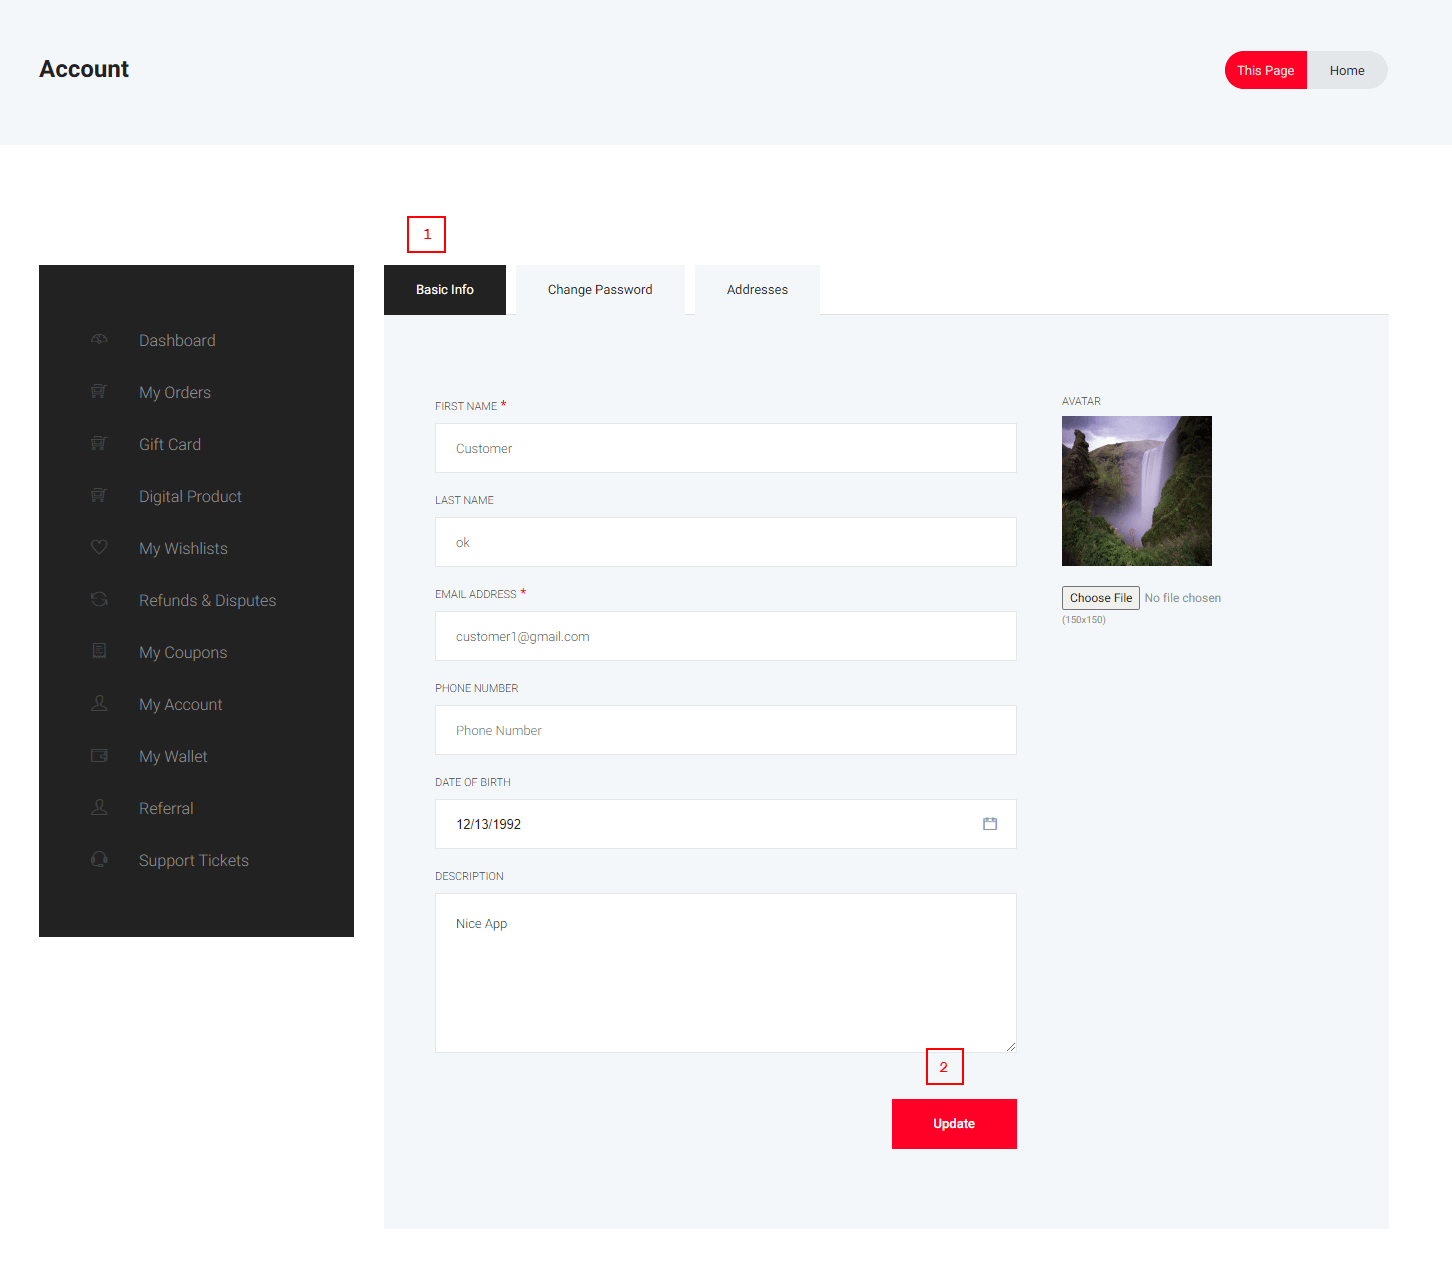 Account
This Page
Home
1
Basic Info
Change Password
Addresses
Dashboard
My Orders
Gift Card
Digital Product
My Wishlists
Refunds & Disputes
My Coupons
My Account
My Wallet
Referral
Support Tickets
FIRST NAME *
Customer
LAST NAME
ok
EMAIL ADDRESS *
customer1@gmail.com
PHONE NUMBER
Phone Number
DATE OF BIRTH
12/13/1992
DESCRIPTION
Nice App
2
Update
AVATAR
Choose File No file chosen
(150x150)